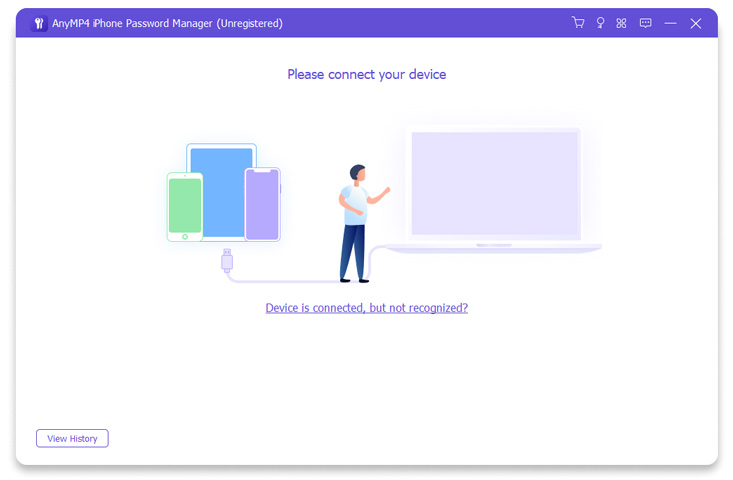 AnyMP4 iPhone Password Manager (Unregistered)
Please connect your device
Device is connected, but not recognized?
View History